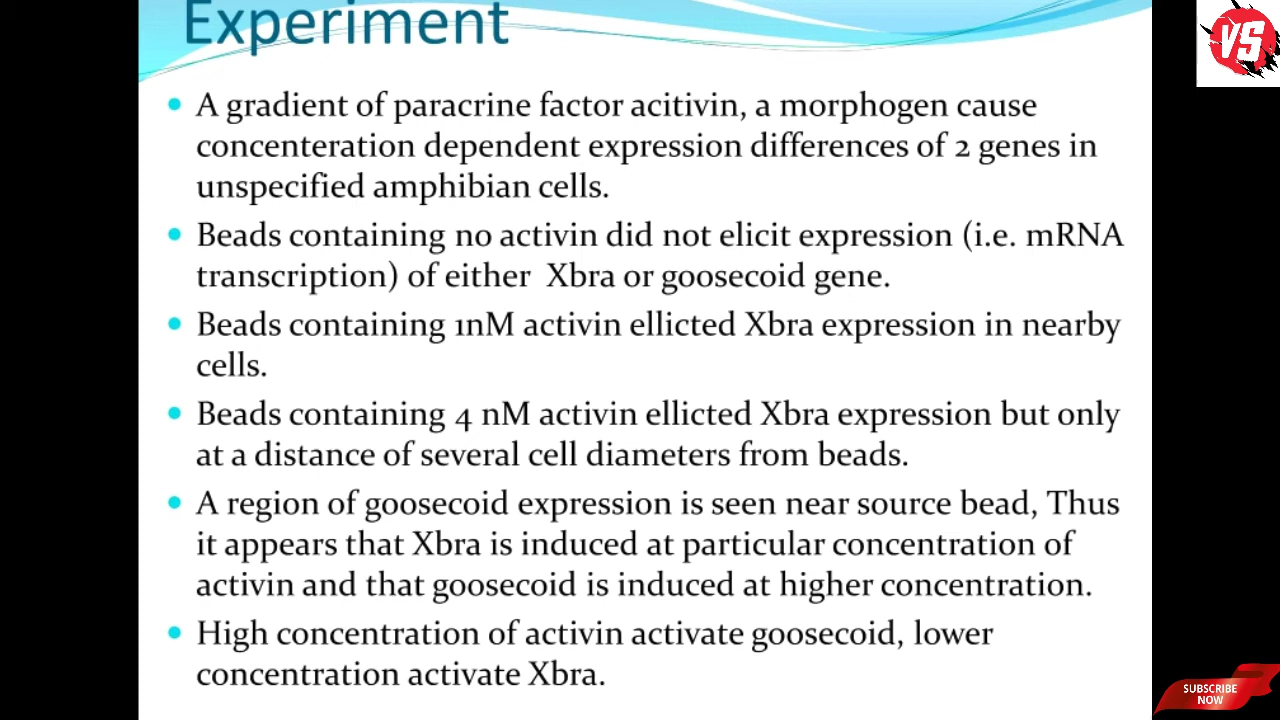 Experiment
VS
A gradient of paracrine factor acitivin, a morphogen cause
concenteration dependent expression differences of 2 genes in
unspecified amphibian cells.
Beads containing no activin did not elicit expression (i.e. mRNA
transcription) of either Xbra or goosecoid gene.
Beads containing 1nM activin ellicted Xbra expression in nearby
cells.
Beads containing 4 nM activin ellicted Xbra expression but only
at a distance of several cell diameters from beads.
A region of goosecoid expression is seen near source bead, Thus
it appears that Xbra is induced at particular concentration of
activin and that goosecoid is induced at higher concentration.
High concentration of activin activate goosecoid, lower
concentration activate Xbra.
SUBSCRIBE
NOW